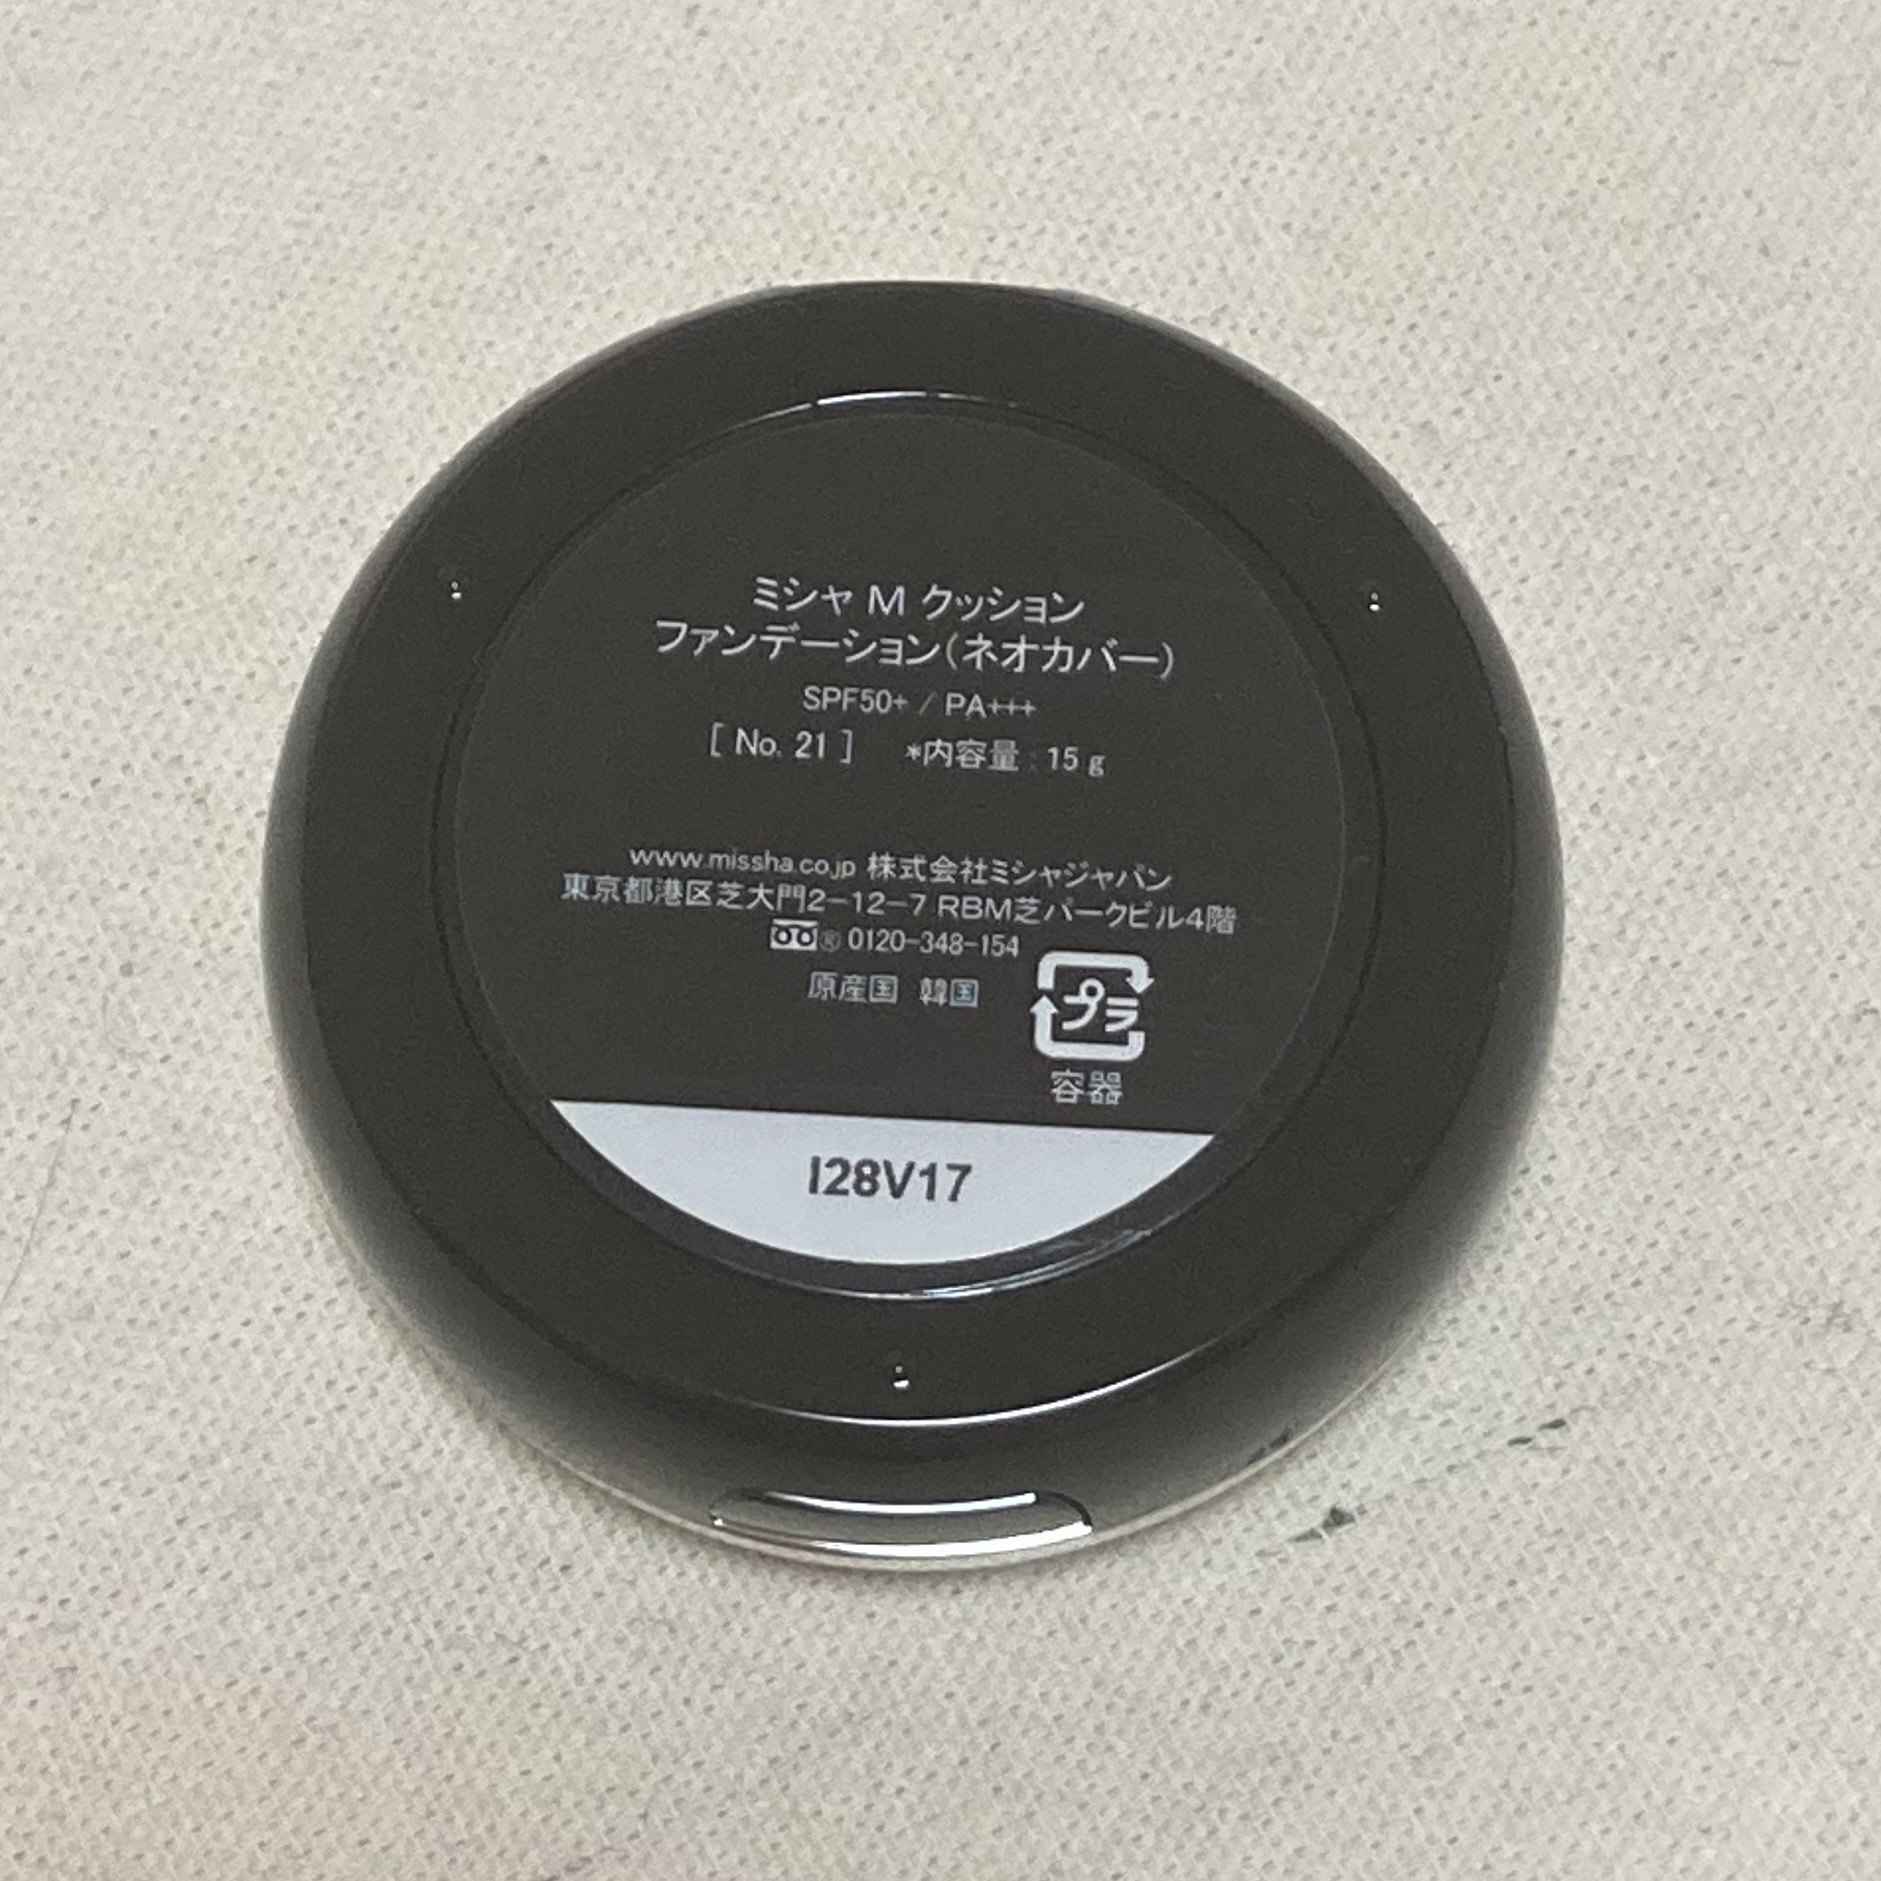 ミシャ M クッション
ファンデーション(ネオカバー)
SPF50+ / PA+++
[ No. 21 ] *内容量:15 g
www.missha.co.jp 株式会社ミシャジャパン
東京都港区芝大門2-12-7 RBM芝パークビル4階
® 0120-348-154
原産国 韓国
プラ
容器
I28V17